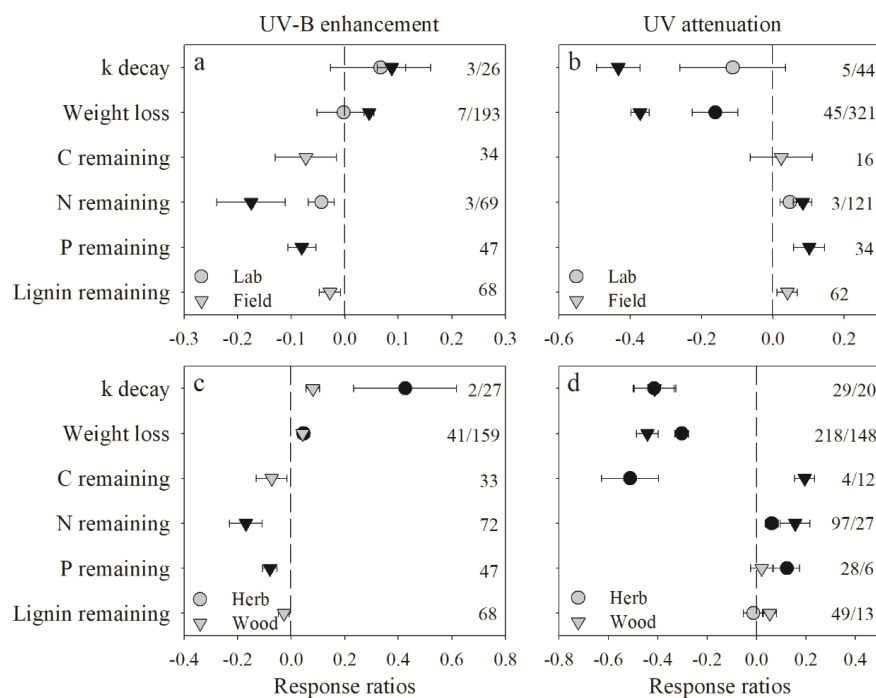 UV-B enhancement UV attenuation
a b
k decay 3/26 5/44
Weight loss 7/193 45/321
C remaining 34 16
N remaining 3/69 3/121
P remaining 47 34
Lignin remaining 68 62
Lab Lab
Field Field
-0.3 -0.2 -0.1 0.0 0.1 0.2 0.3 -0.6 -0.4 -0.2 0.0 0.2
c d
k decay 2/27 29/20
Weight loss 41/159 218/148
C remaining 33 4/12
N remaining 72 97/27
P remaining 47 28/6
Lignin remaining 68 49/13
Herb Herb
Wood Wood
-0.4 -0.2 0.0 0.2 0.4 0.6 0.8 -0.8 -0.6 -0.4 -0.2 0.0 0.2 0.4
Response ratios Response ratios